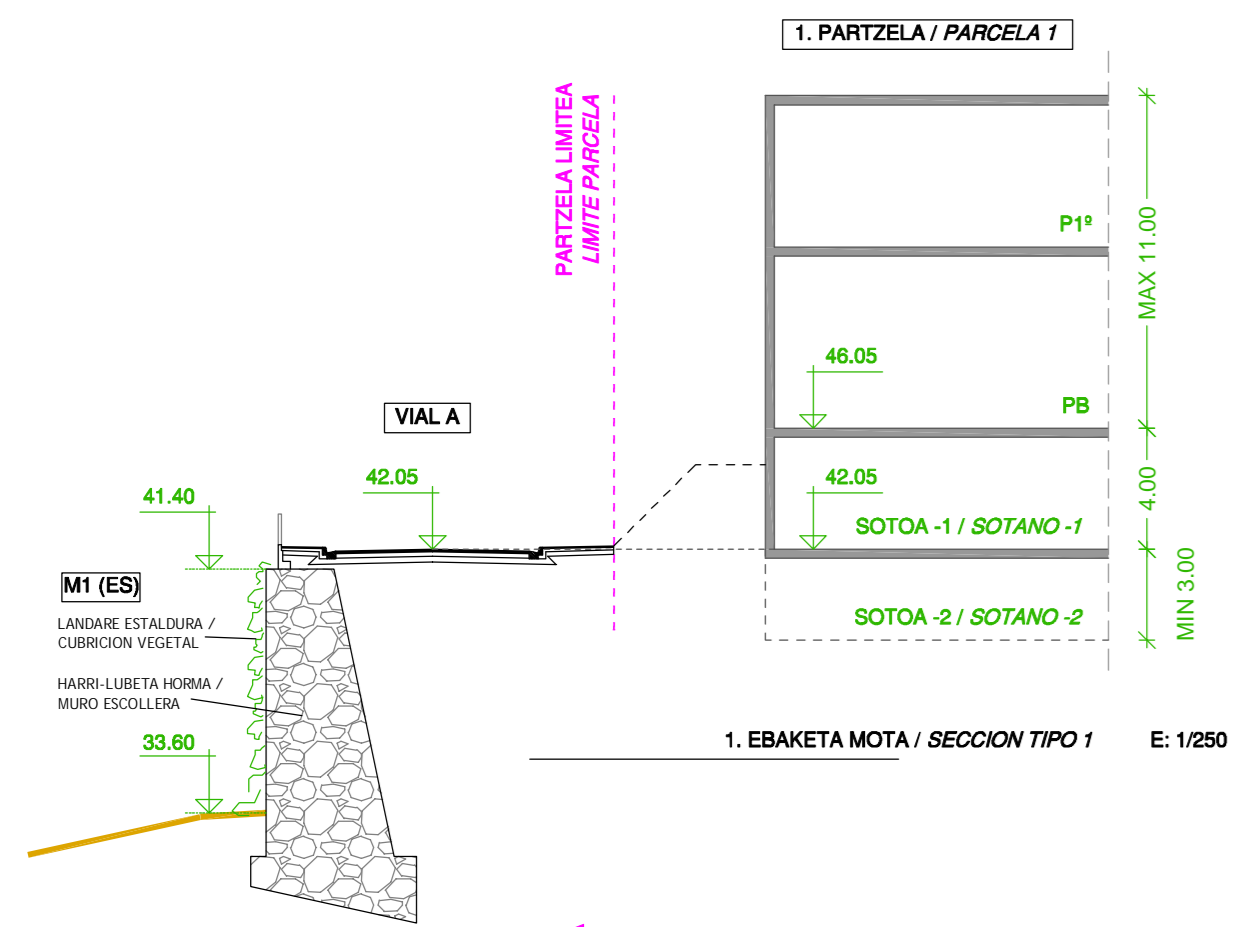 1. PARTZELA / PARCELA 1
PARTZELA LIMITEA
LIMITE PARCELA
P1º
MAX 11.00
46.05
PB
VIAL A
42.05
42.05
41.40
4.00
SOTOA -1 / SOTANO -1
M1 (ES)
MIN 3.00
LANDARE ESTALDURA /
CUBRICION VEGETAL
SOTOA -2 / SOTANO -2
HARRI-LUBETA HORMA /
MURO ESCOLLERA
33.60
1. EBAKETA MOTA / SECCION TIPO 1 E: 1/250